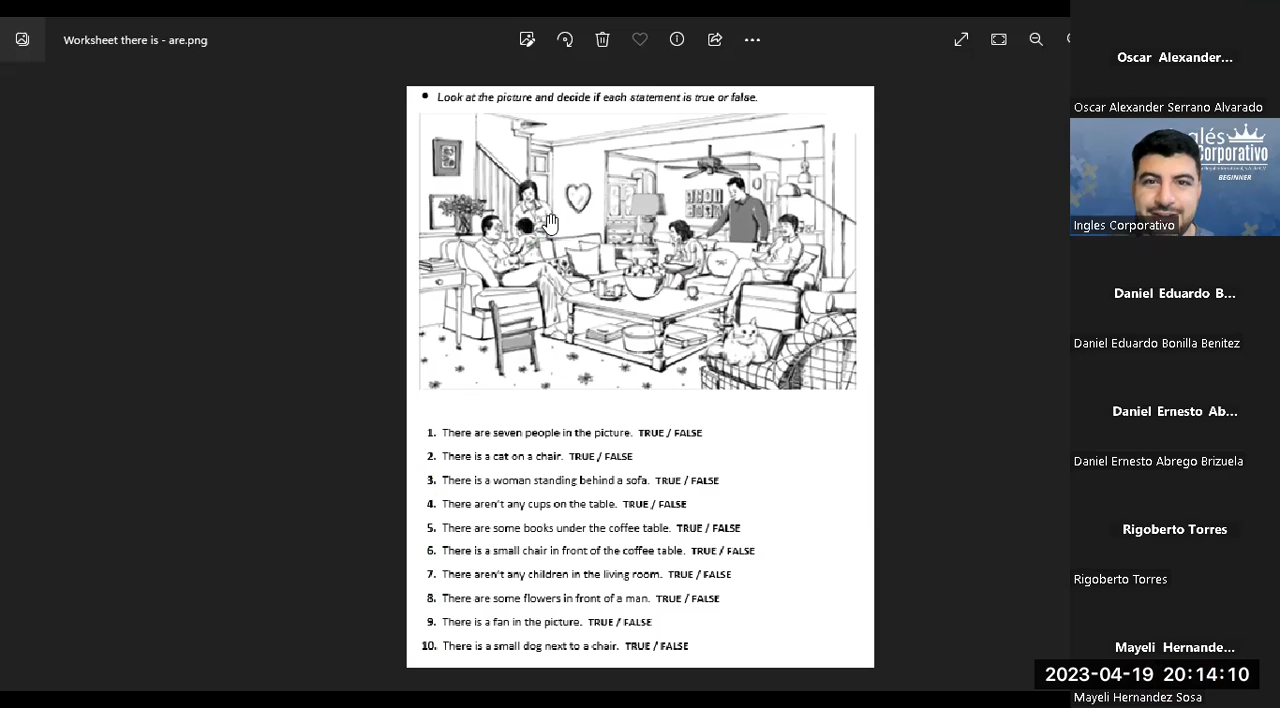 Worksheet there is - are.png
Look at the picture and decide if each statement is true or false.
1. There are seven people in the picture. TRUE / FALSE
2. There is a cat on a chair. TRUE / FALSE
3. There is a woman standing behind a sofa. TRUE / FALSE
4. There aren't any cups on the table. TRUE / FALSE
5. There are some books under the coffee table. TRUE / FALSE
6. There is a small chair in front of the coffee table. TRUE / FALSE
7. There aren't any children in the living room. TRUE / FALSE
8. There are some flowers in front of a man. TRUE / FALSE
9. There is a fan in the picture. TRUE / FALSE
10. There is a small dog next to a chair. TRUE / FALSE
Oscar Alexander...
Oscar Alexander Serrano Alvarado
glés
Corporativo
BEGINNER
Ingles Corporativo
Daniel Eduardo B...
Daniel Eduardo Bonilla Benitez
Daniel Ernesto Ab...
Daniel Ernesto Abrego Brizuela
Rigoberto Torres
Rigoberto Torres
Mayeli Hernande...
2023-04-19 20:14:10
Mayeli Hernandez Sosa